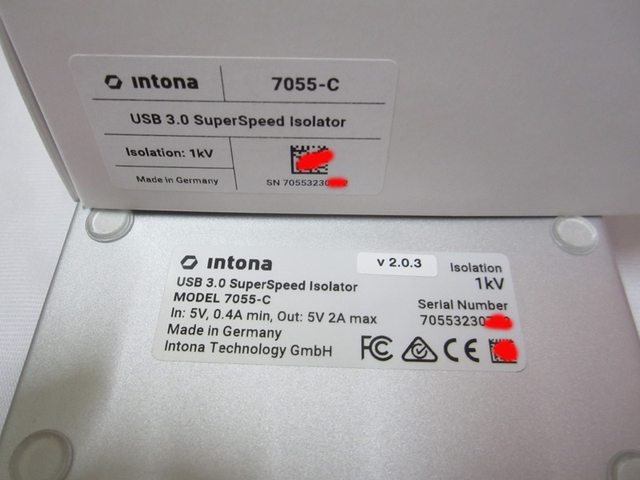 intona
7055-C
USB 3.0 SuperSpeed Isolator
Isolation: 1kV
Made in Germany
SN 70553230
intona
v 2.0.3
Isolation
1kV
USB 3.0 SuperSpeed Isolator
MODEL 7055-C
Serial Number
In: 5V, 0.4A min, Out: 5V 2A max
70553230
Made in Germany
Intona Technology GmbH
FC CE